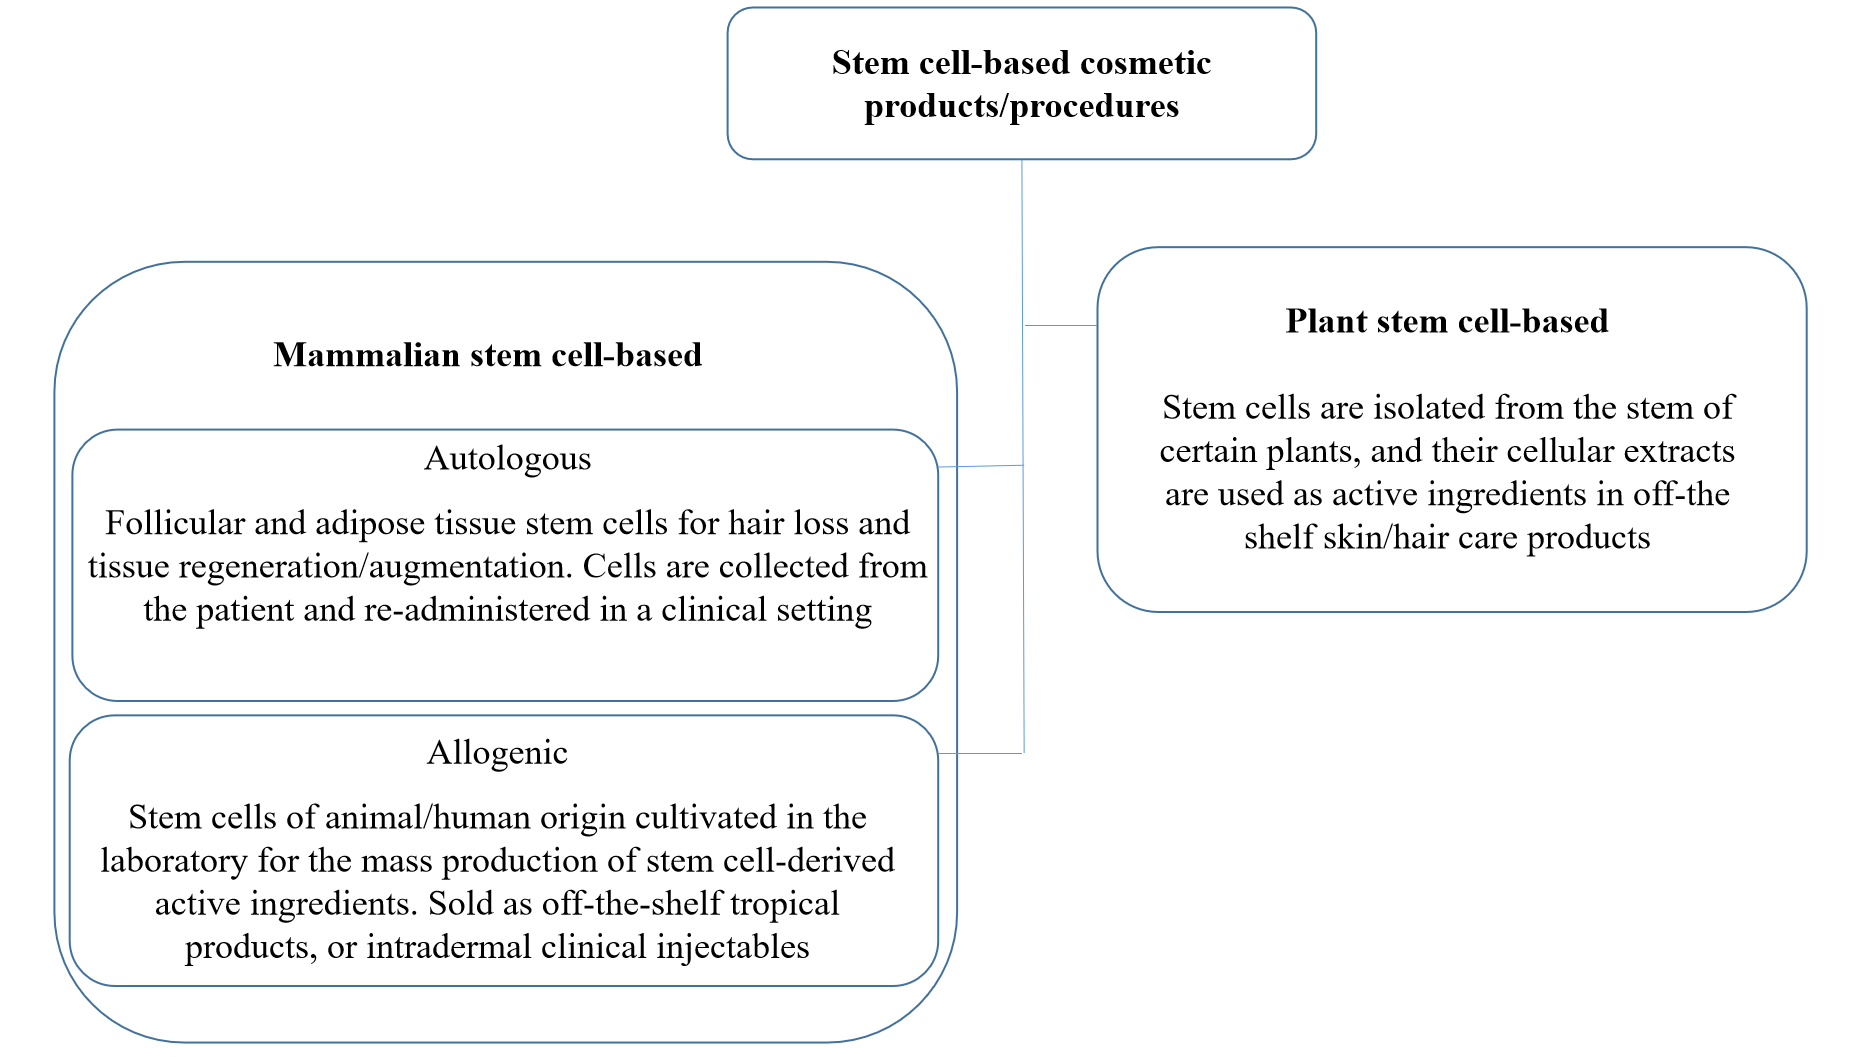 Stem cell-based cosmetic
products/procedures
Mammalian stem cell-based
Autologous
Follicular and adipose tissue stem cells for hair loss and
tissue regeneration/augmentation. Cells are collected from
the patient and re-administered in a clinical setting
Allogenic
Stem cells of animal/human origin cultivated in the
laboratory for the mass production of stem cell-derived
active ingredients. Sold as off-the-shelf tropical
products, or intradermal clinical injectables
Plant stem cell-based
Stem cells are isolated from the stem of
certain plants, and their cellular extracts
are used as active ingredients in off-the
shelf skin/hair care products